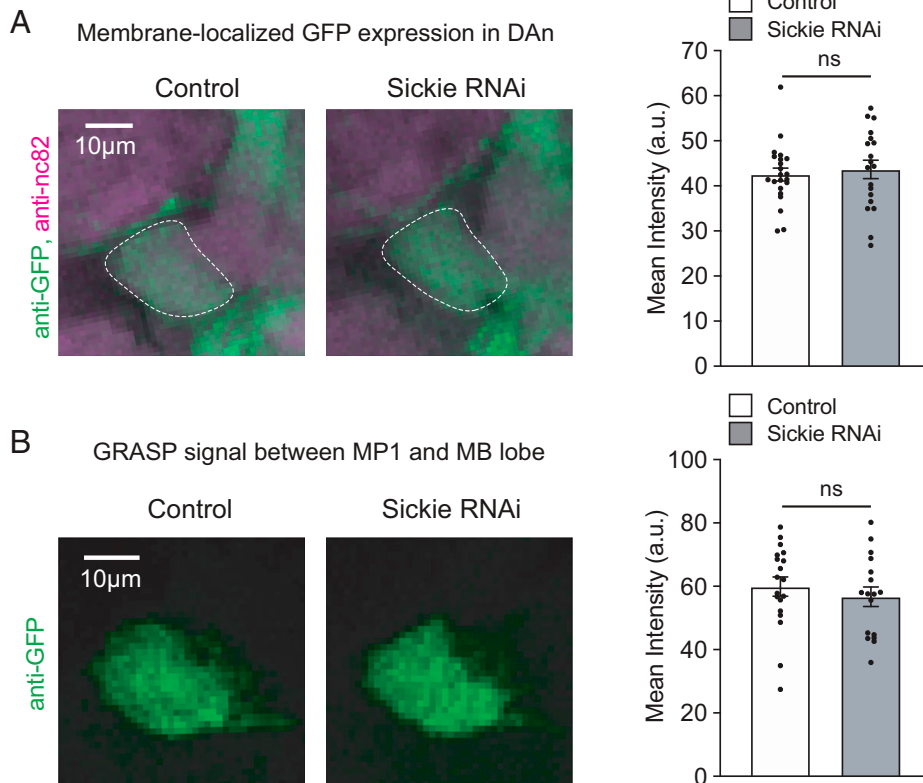 A
Membrane-localized GFP expression in DAn
Control
Sickie RNAi
10µm
anti-GFP, anti-nc82
Control
Sickie RNAi
ns
Mean Intensity (a.u.)
70
60
50
40
30
20
10
0
B
GRASP signal between MP1 and MB lobe
Control
Sickie RNAi
10µm
anti-GFP
Control
Sickie RNAi
ns
Mean Intensity (a.u.)
100
80
60
40
20
0